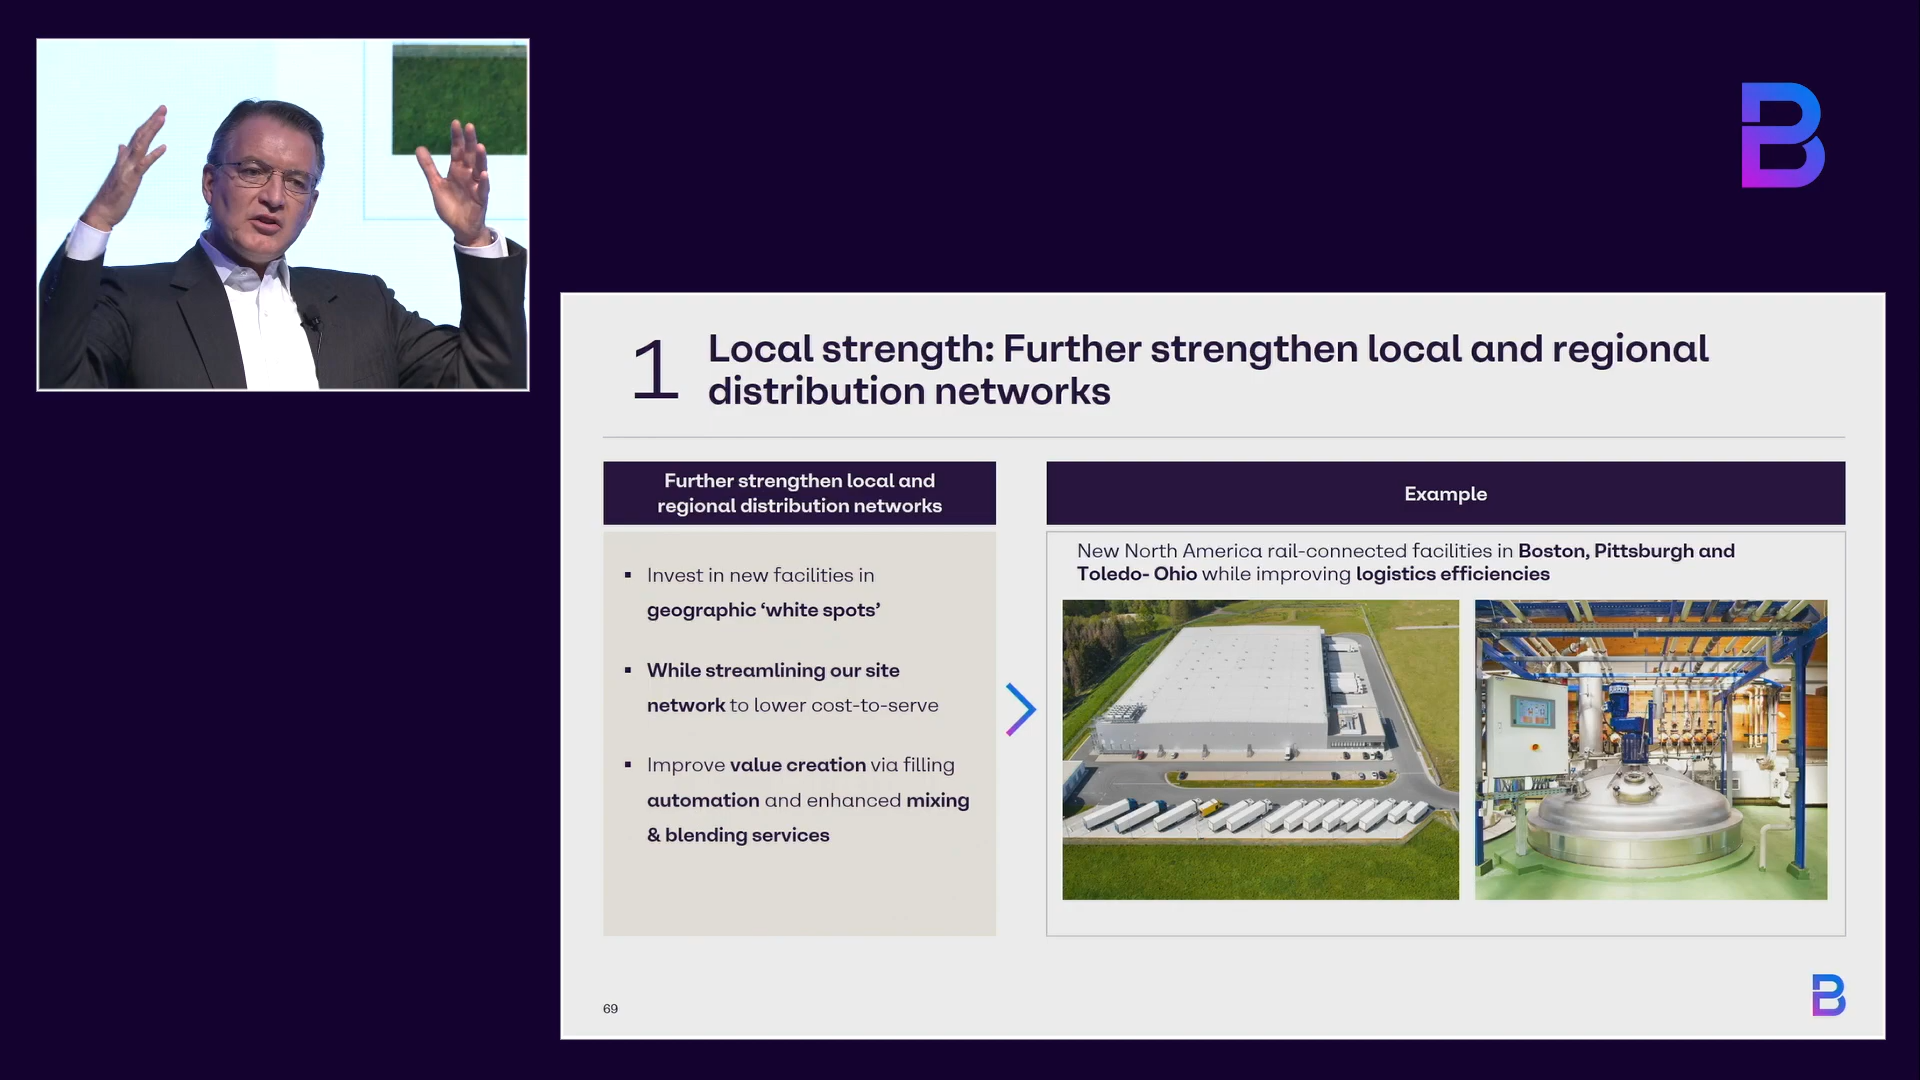 1
Local strength: Further strengthen local and regional
distribution networks
Further strengthen local and
regional distribution networks
▪ Invest in new facilities in
geographic ‘white spots’
▪ While streamlining our site
network to lower cost-to-serve
▪ Improve value creation via filling
automation and enhanced mixing
& blending services
Example
New North America rail-connected facilities in Boston, Pittsburgh and
Toledo- Ohio while improving logistics efficiencies
69